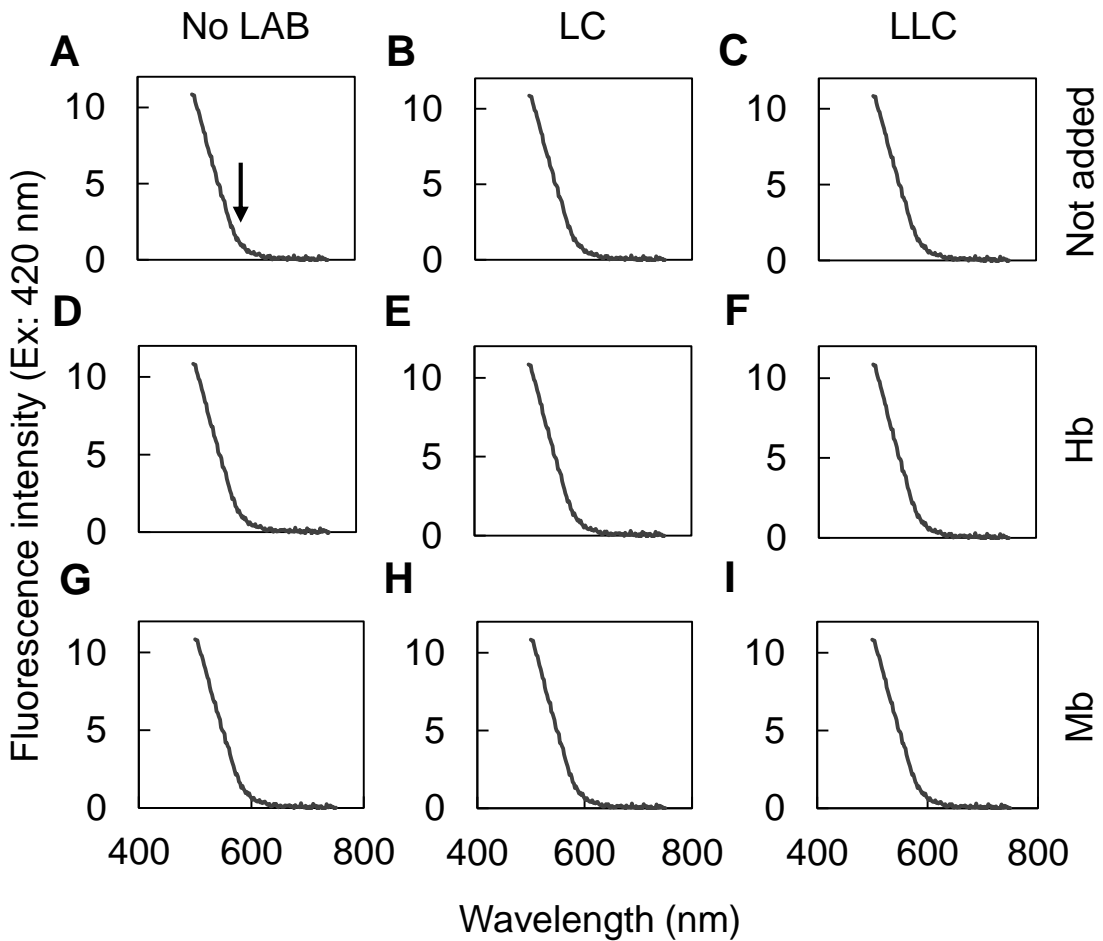 No LAB LC LLC
A B C
10 10 10
5 5 5
0 0 0
Not added
D E F
10 10 10
5 5 5
0 0 0
Hb
G H I
10 10 10
5 5 5
0 0 0
Mb
400 600 800 400 600 800 400 600 800
Wavelength (nm)
Fluorescence intensity (Ex: 420 nm)